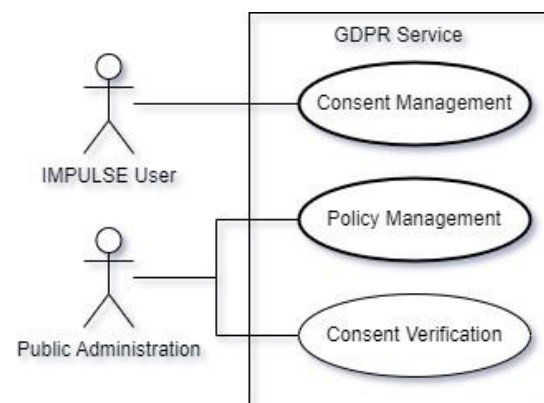 GDPR Service
Consent Management
IMPULSE User
Policy Management
Consent Verification
Public Administration